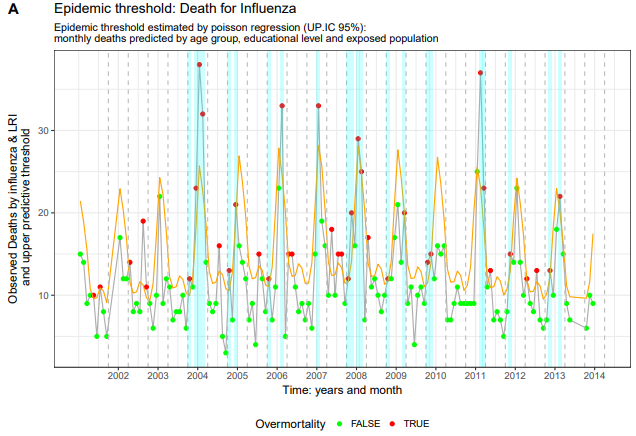 A
Epidemic threshold: Death for Influenza
Epidemic threshold estimated by poisson regression (UP.IC 95%):
monthly deaths predicted by age group, educational level and exposed population
Observed Deaths by influenza & LRI
and upper predictive threshold
30
20
10
2002 2003 2004 2005 2006 2007 2008 2009 2010 2011 2012 2013 2014
Time: years and month
Overmortality FALSE TRUE